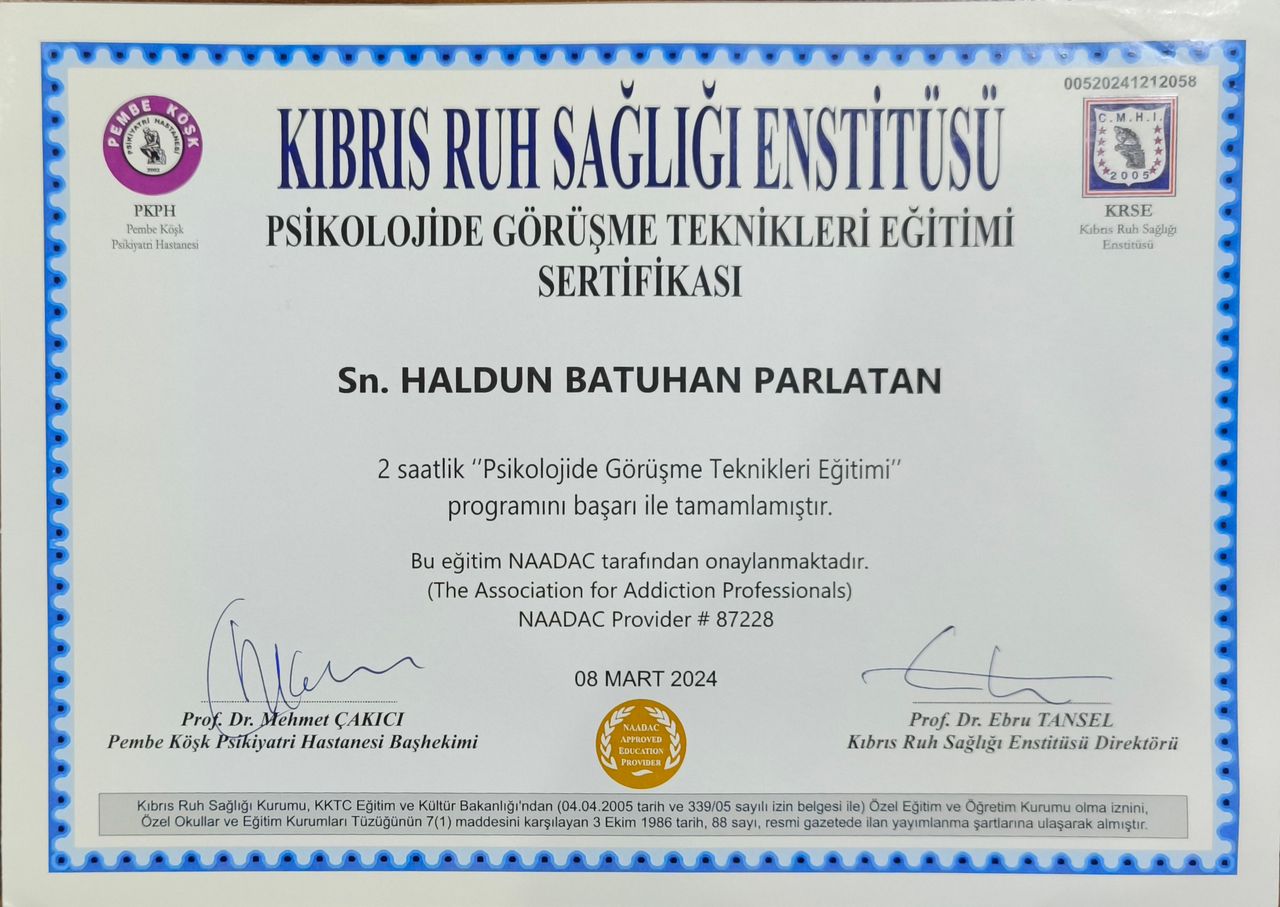 00520241212058
PEMBE KÖŞK
PSİKİYATRİ HASTANESİ
2002
PKPH
Pembe Köşk
Psikiyatri Hastanesi
KIBRIS RUH SAĞLIĞI ENSTİTÜSÜ
PSİKOLOJİDE GÖRÜŞME TEKNİKLERİ EĞİTİMİ
SERTİFİKASI
C.M.H.I.
2005
KRSE
Kıbrıs Ruh Sağlığı
Enstitüsü
Sn. HALDUN BATUHAN PARLATAN
2 saatlik ‘’Psikolojide Görüşme Teknikleri Eğitimi’’
programını başarı ile tamamlamıştır.
Bu eğitim NAADAC tarafından onaylanmaktadır.
(The Association for Addiction Professionals)
NAADAC Provider # 87228
08 MART 2024
Prof. Dr. Mehmet ÇAKICI
Pembe Köşk Psikiyatri Hastanesi Başhekimi
NAADAC
APPROVED
EDUCATION
PROVIDER
Prof. Dr. Ebru TANSEL
Kıbrıs Ruh Sağlığı Enstitüsü Direktörü
Kıbrıs Ruh Sağlığı Kurumu, KKTC Eğitim ve Kültür Bakanlığı'ndan (04.04.2005 tarih ve 339/05 sayılı izin belgesi ile) Özel Eğitim ve Öğretim Kurumu olma iznini,
Özel Okullar ve Eğitim Kurumları Tüzüğünün 7(1) maddesini karşılayan 3 Ekim 1986 tarih, 88 sayı, resmi gazetede ilan yayımlanma şartlarına ulaşarak almıştır.